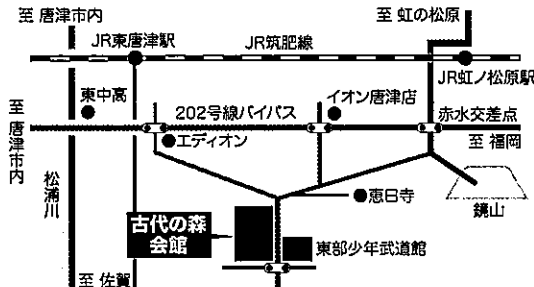 至 唐津市内
至 虹の松原
JR東唐津駅
JR筑肥線
JR虹ノ松原駅
東中高
イオン唐津店
至 唐津市内
202号線バイパス
赤水交差点
エディオン
至 福岡
松浦川
恵日寺
鏡山
古代の森
会館
東部少年武道館
至 佐賀